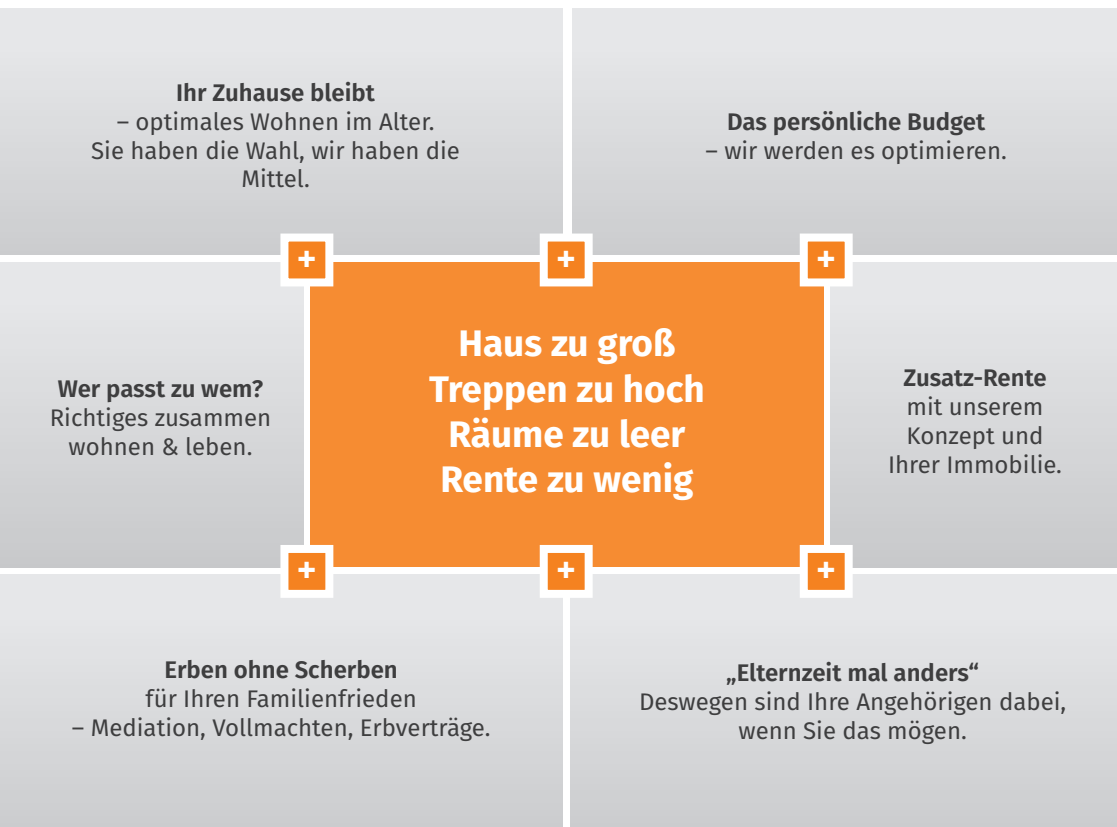 Ihr Zuhause bleibt
– optimales Wohnen im Alter.
Sie haben die Wahl, wir haben die
Mittel.
Das persönliche Budget
– wir werden es optimieren.
+
+
+
Wer passt zu wem?
Richtiges zusammen
wohnen & leben.
Haus zu groß
Treppen zu hoch
Räume zu leer
Rente zu wenig
Zusatz-Rente
mit unserem
Konzept und
Ihrer Immobilie.
+
+
+
Erben ohne Scherben
für Ihren Familienfrieden
– Mediation, Vollmachten, Erbverträge.
„Elternzeit mal anders“
Deswegen sind Ihre Angehörigen dabei,
wenn Sie das mögen.